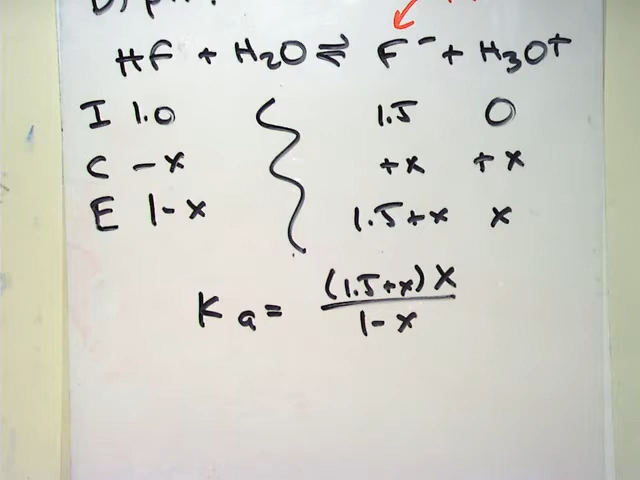 HF + H₂O ⇌ F⁻ + H₃O⁺
I 1.0 1.5 0
C -x +x +x
E 1-x 1.5+x x
Ka = (1.5+x)x / 1-x